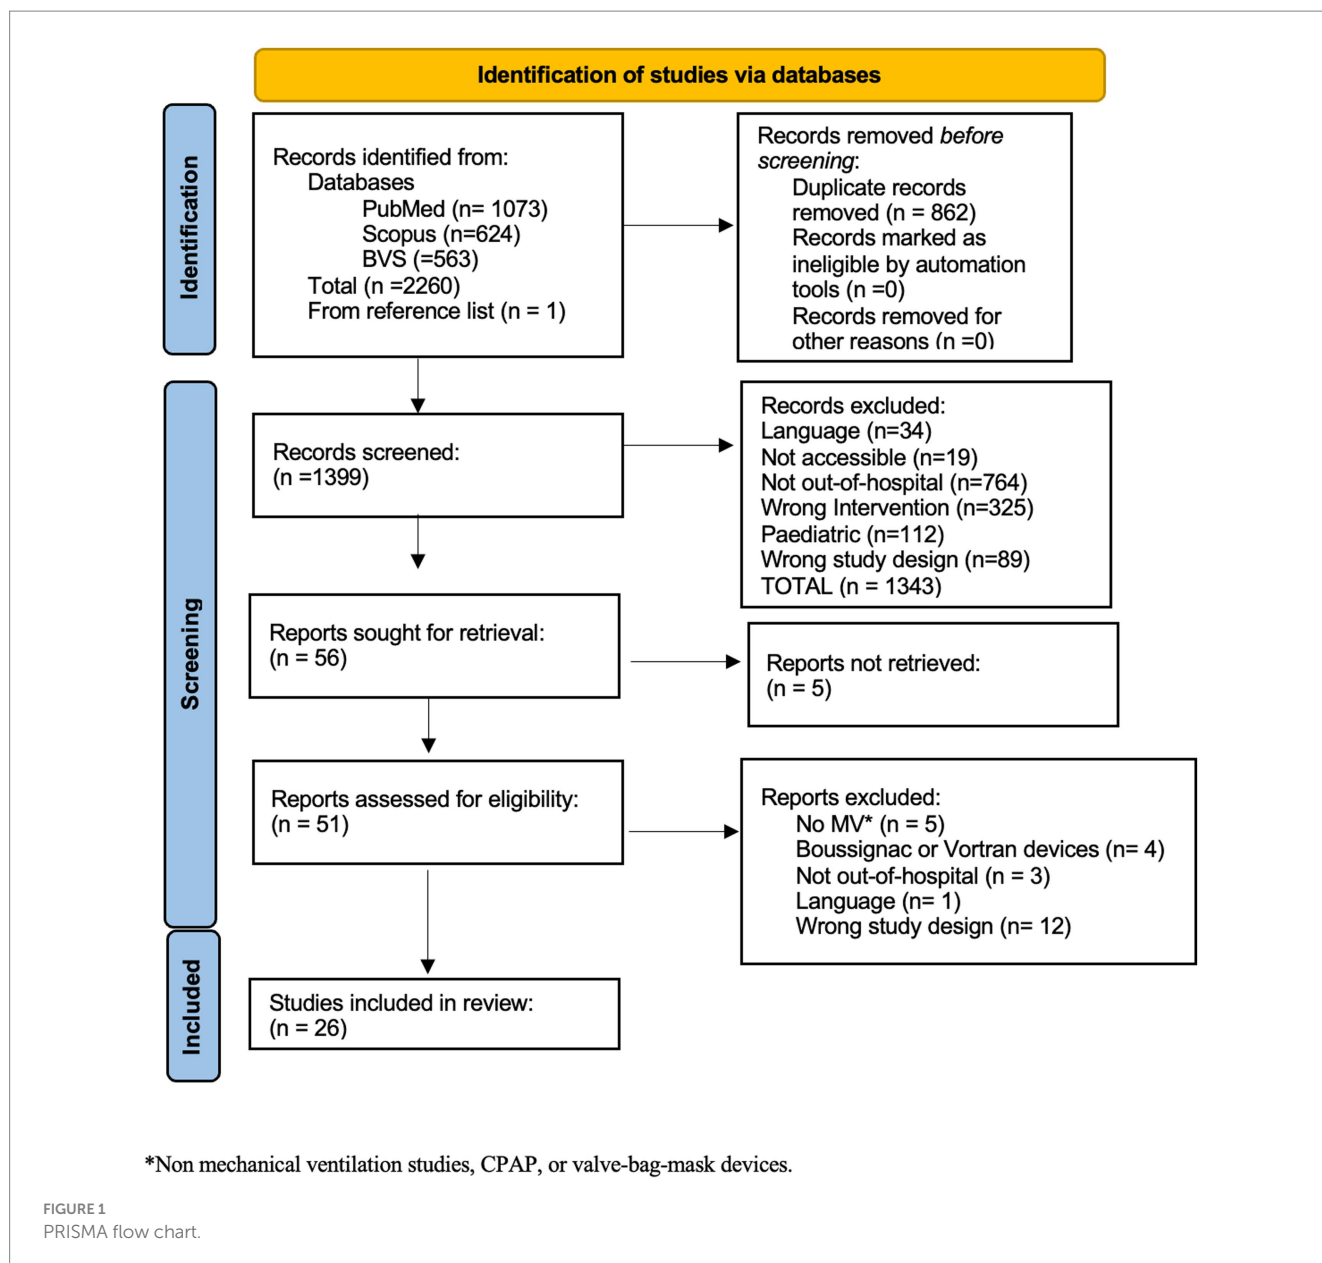 Identification of studies via databases
Identification
Records identified from:
Databases
PubMed (n= 1073)
Scopus (n=624)
BVS (=563)
Total (n =2260)
From reference list (n = 1)
Records removed before
screening:
Duplicate records
removed (n = 862)
Records marked as
ineligible by automation
tools (n =0)
Records removed for
other reasons (n =0)
Screening
Records screened:
(n =1399)
Records excluded:
Language (n=34)
Not accessible (n=19)
Not out-of-hospital (n=764)
Wrong Intervention (n=325)
Paediatric (n=112)
Wrong study design (n=89)
TOTAL (n = 1343)
Reports sought for retrieval:
(n = 56)
Reports not retrieved:
(n = 5)
Reports assessed for eligibility:
(n = 51)
Reports excluded:
No MV* (n = 5)
Boussignac or Vortran devices (n= 4)
Not out-of-hospital (n = 3)
Language (n= 1)
Wrong study design (n= 12)
Included
Studies included in review:
(n = 26)
*Non mechanical ventilation studies, CPAP, or valve-bag-mask devices.
FIGURE 1
PRISMA flow chart.